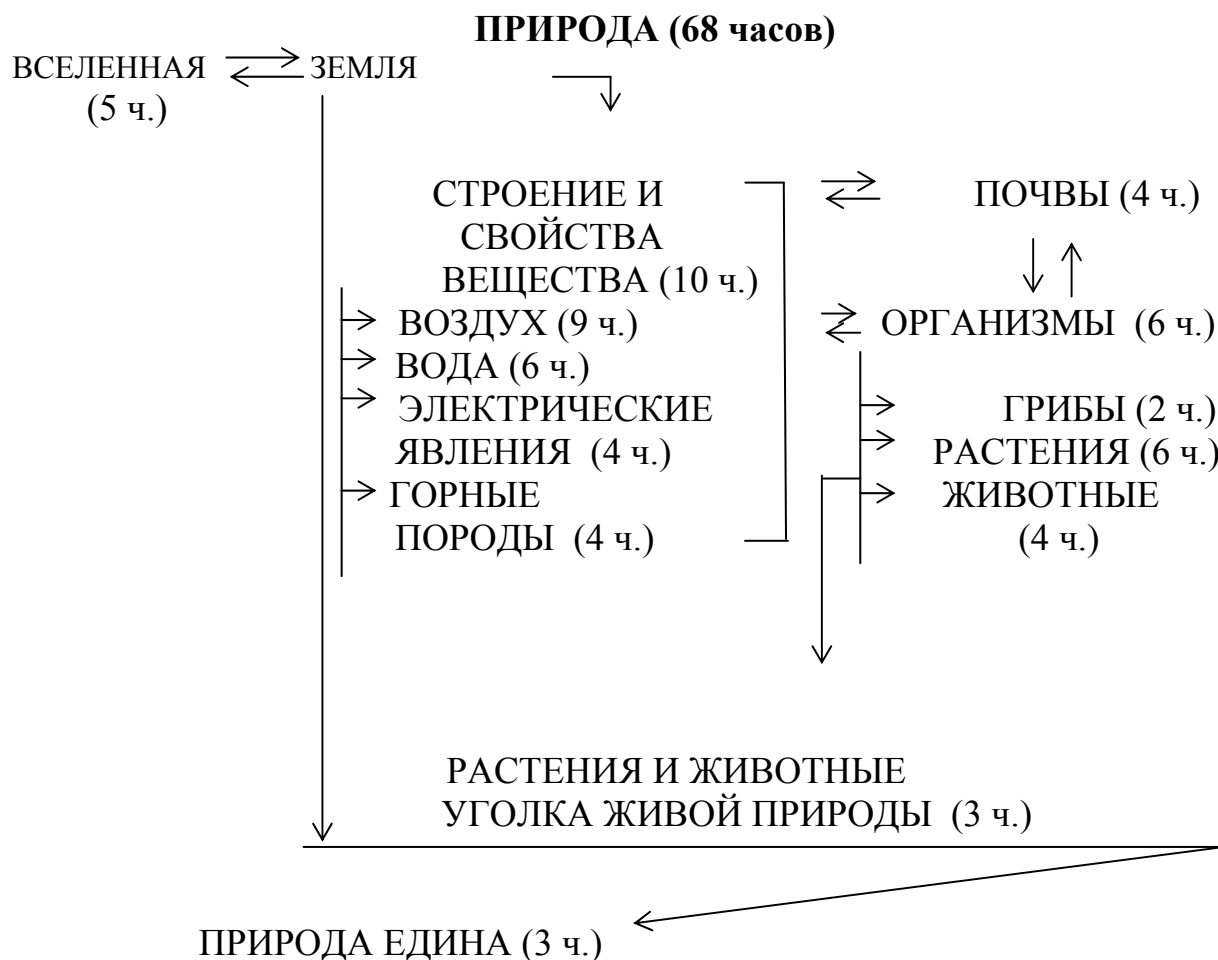 ПРИРОДА (68 часов)
ВСЕЛЕННАЯ
(5 ч.)
ЗЕМЛЯ
СТРОЕНИЕ И
СВОЙСТВА
ВЕЩЕСТВА (10 ч.)
ВОЗДУХ (9 ч.)
ВОДА (6 ч.)
ЭЛЕКТРИЧЕСКИЕ
ЯВЛЕНИЯ (4 ч.)
ГОРНЫЕ
ПОРОДЫ (4 ч.)
ПОЧВЫ (4 ч.)
ОРГАНИЗМЫ (6 ч.)
ГРИБЫ (2 ч.)
РАСТЕНИЯ (6 ч.)
ЖИВОТНЫЕ
(4 ч.)
РАСТЕНИЯ И ЖИВОТНЫЕ
УГОЛКА ЖИВОЙ ПРИРОДЫ (3 ч.)
ПРИРОДА ЕДИНА (3 ч.)